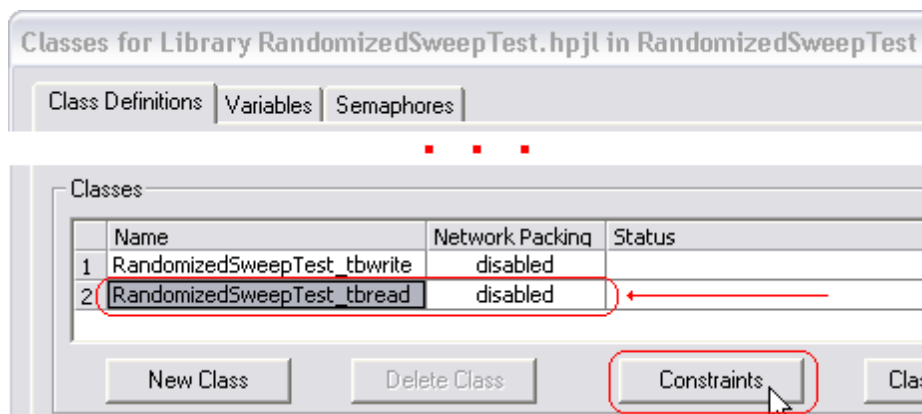 Classes for Library RandomizedSweepTest.hpjl in RandomizedSweepTest
Class Definitions Variables Semaphores
Classes
Name Network Packing Status
1 RandomizedSweepTest_tbwrite disabled
2 RandomizedSweepTest_tbread disabled
New Class Delete Class Constraints Clas